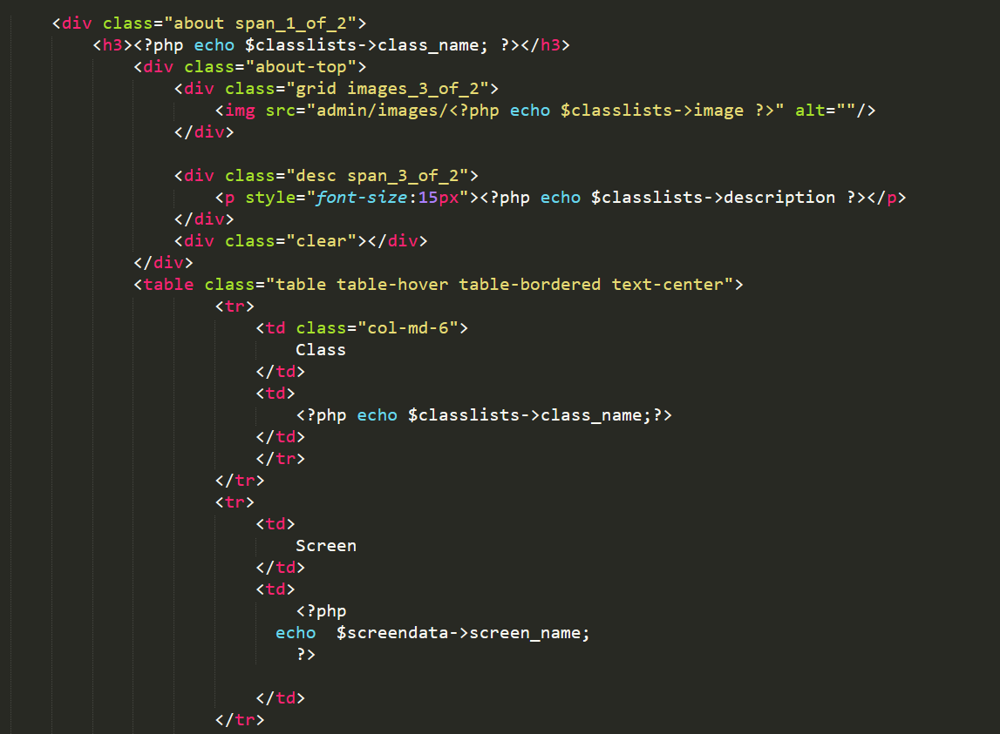 <div class="about span_1_of_2">
<h3><?php echo $classlists->class_name; ?></h3>
<div class="about-top">
<div class="grid images_3_of_2">
<img src="admin/images/<?php echo $classlists->image ?>" alt=""/>
</div>
<div class="desc span_3_of_2">
<p style="font-size:15px"><?php echo $classlists->description ?></p>
</div>
<div class="clear"></div>
</div>
<table class="table table-hover table-bordered text-center">
<tr>
<td class="col-md-6">
Class
</td>
<td>
<?php echo $classlists->class_name;?>
</td>
</tr>
</tr>
<tr>
<td>
Screen
</td>
<td>
<?php
echo  $screendata->screen_name;
?>
</td>
</tr>